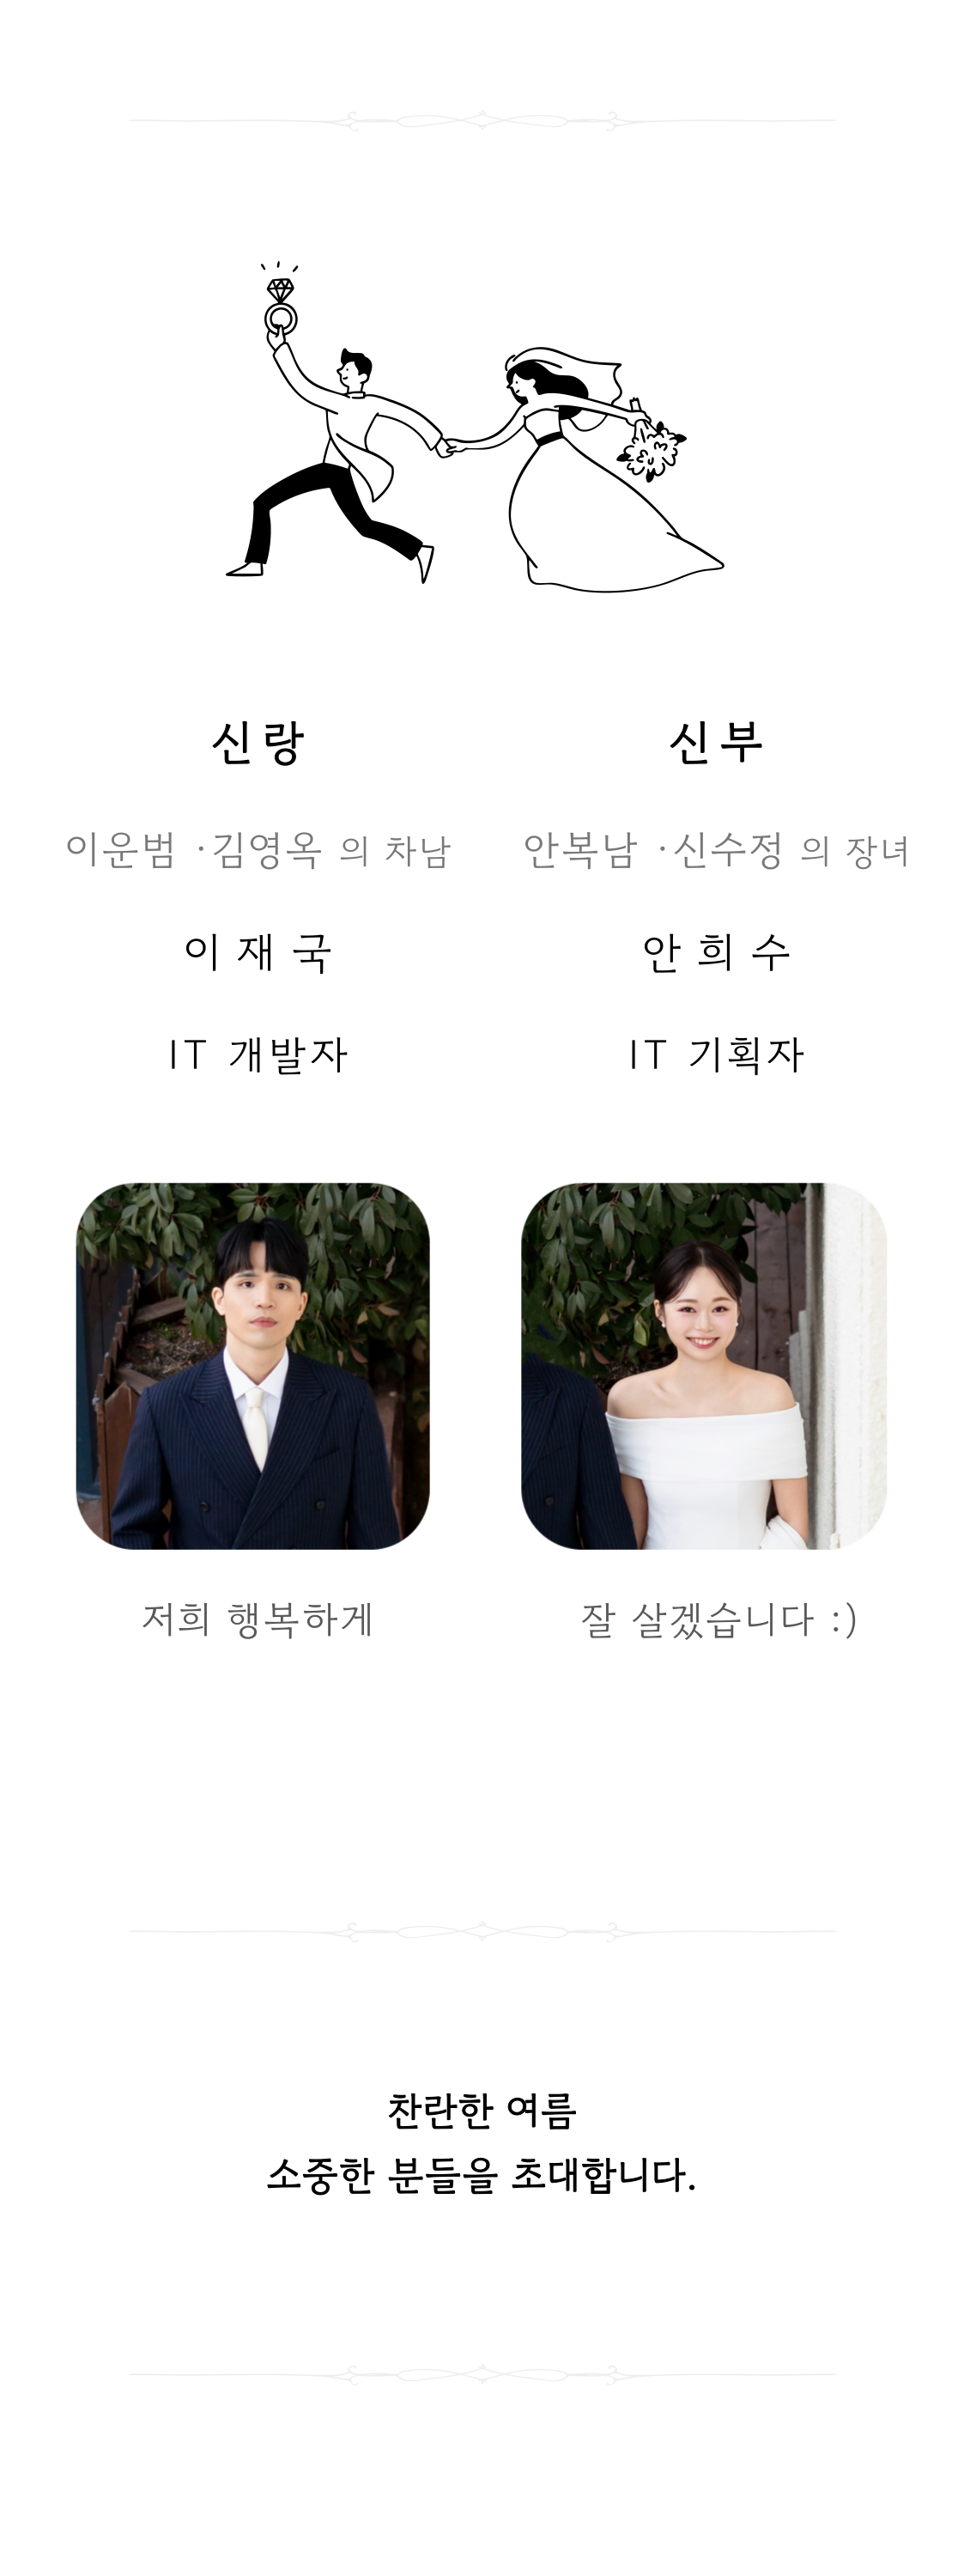 신랑
신부
이운범 ·김영옥 의 차남
안복남 ·신수정 의 장녀
이 재 국
안 희 수
IT 개발자
IT 기획자
저희 행복하게
잘 살겠습니다 :)
찬란한 여름
소중한 분들을 초대합니다.